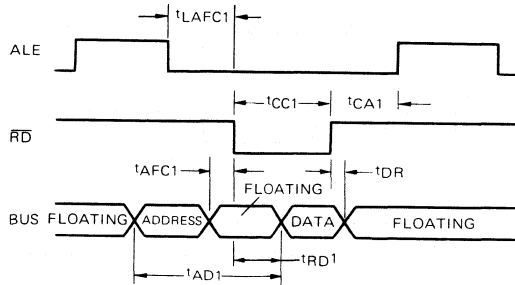 tLAFC1
ALE
tCC1 tCA1
RD
tAFC1 tDR
FLOATING
BUS FLOATING ADDRESS DATA FLOATING
tRD1
tAD1